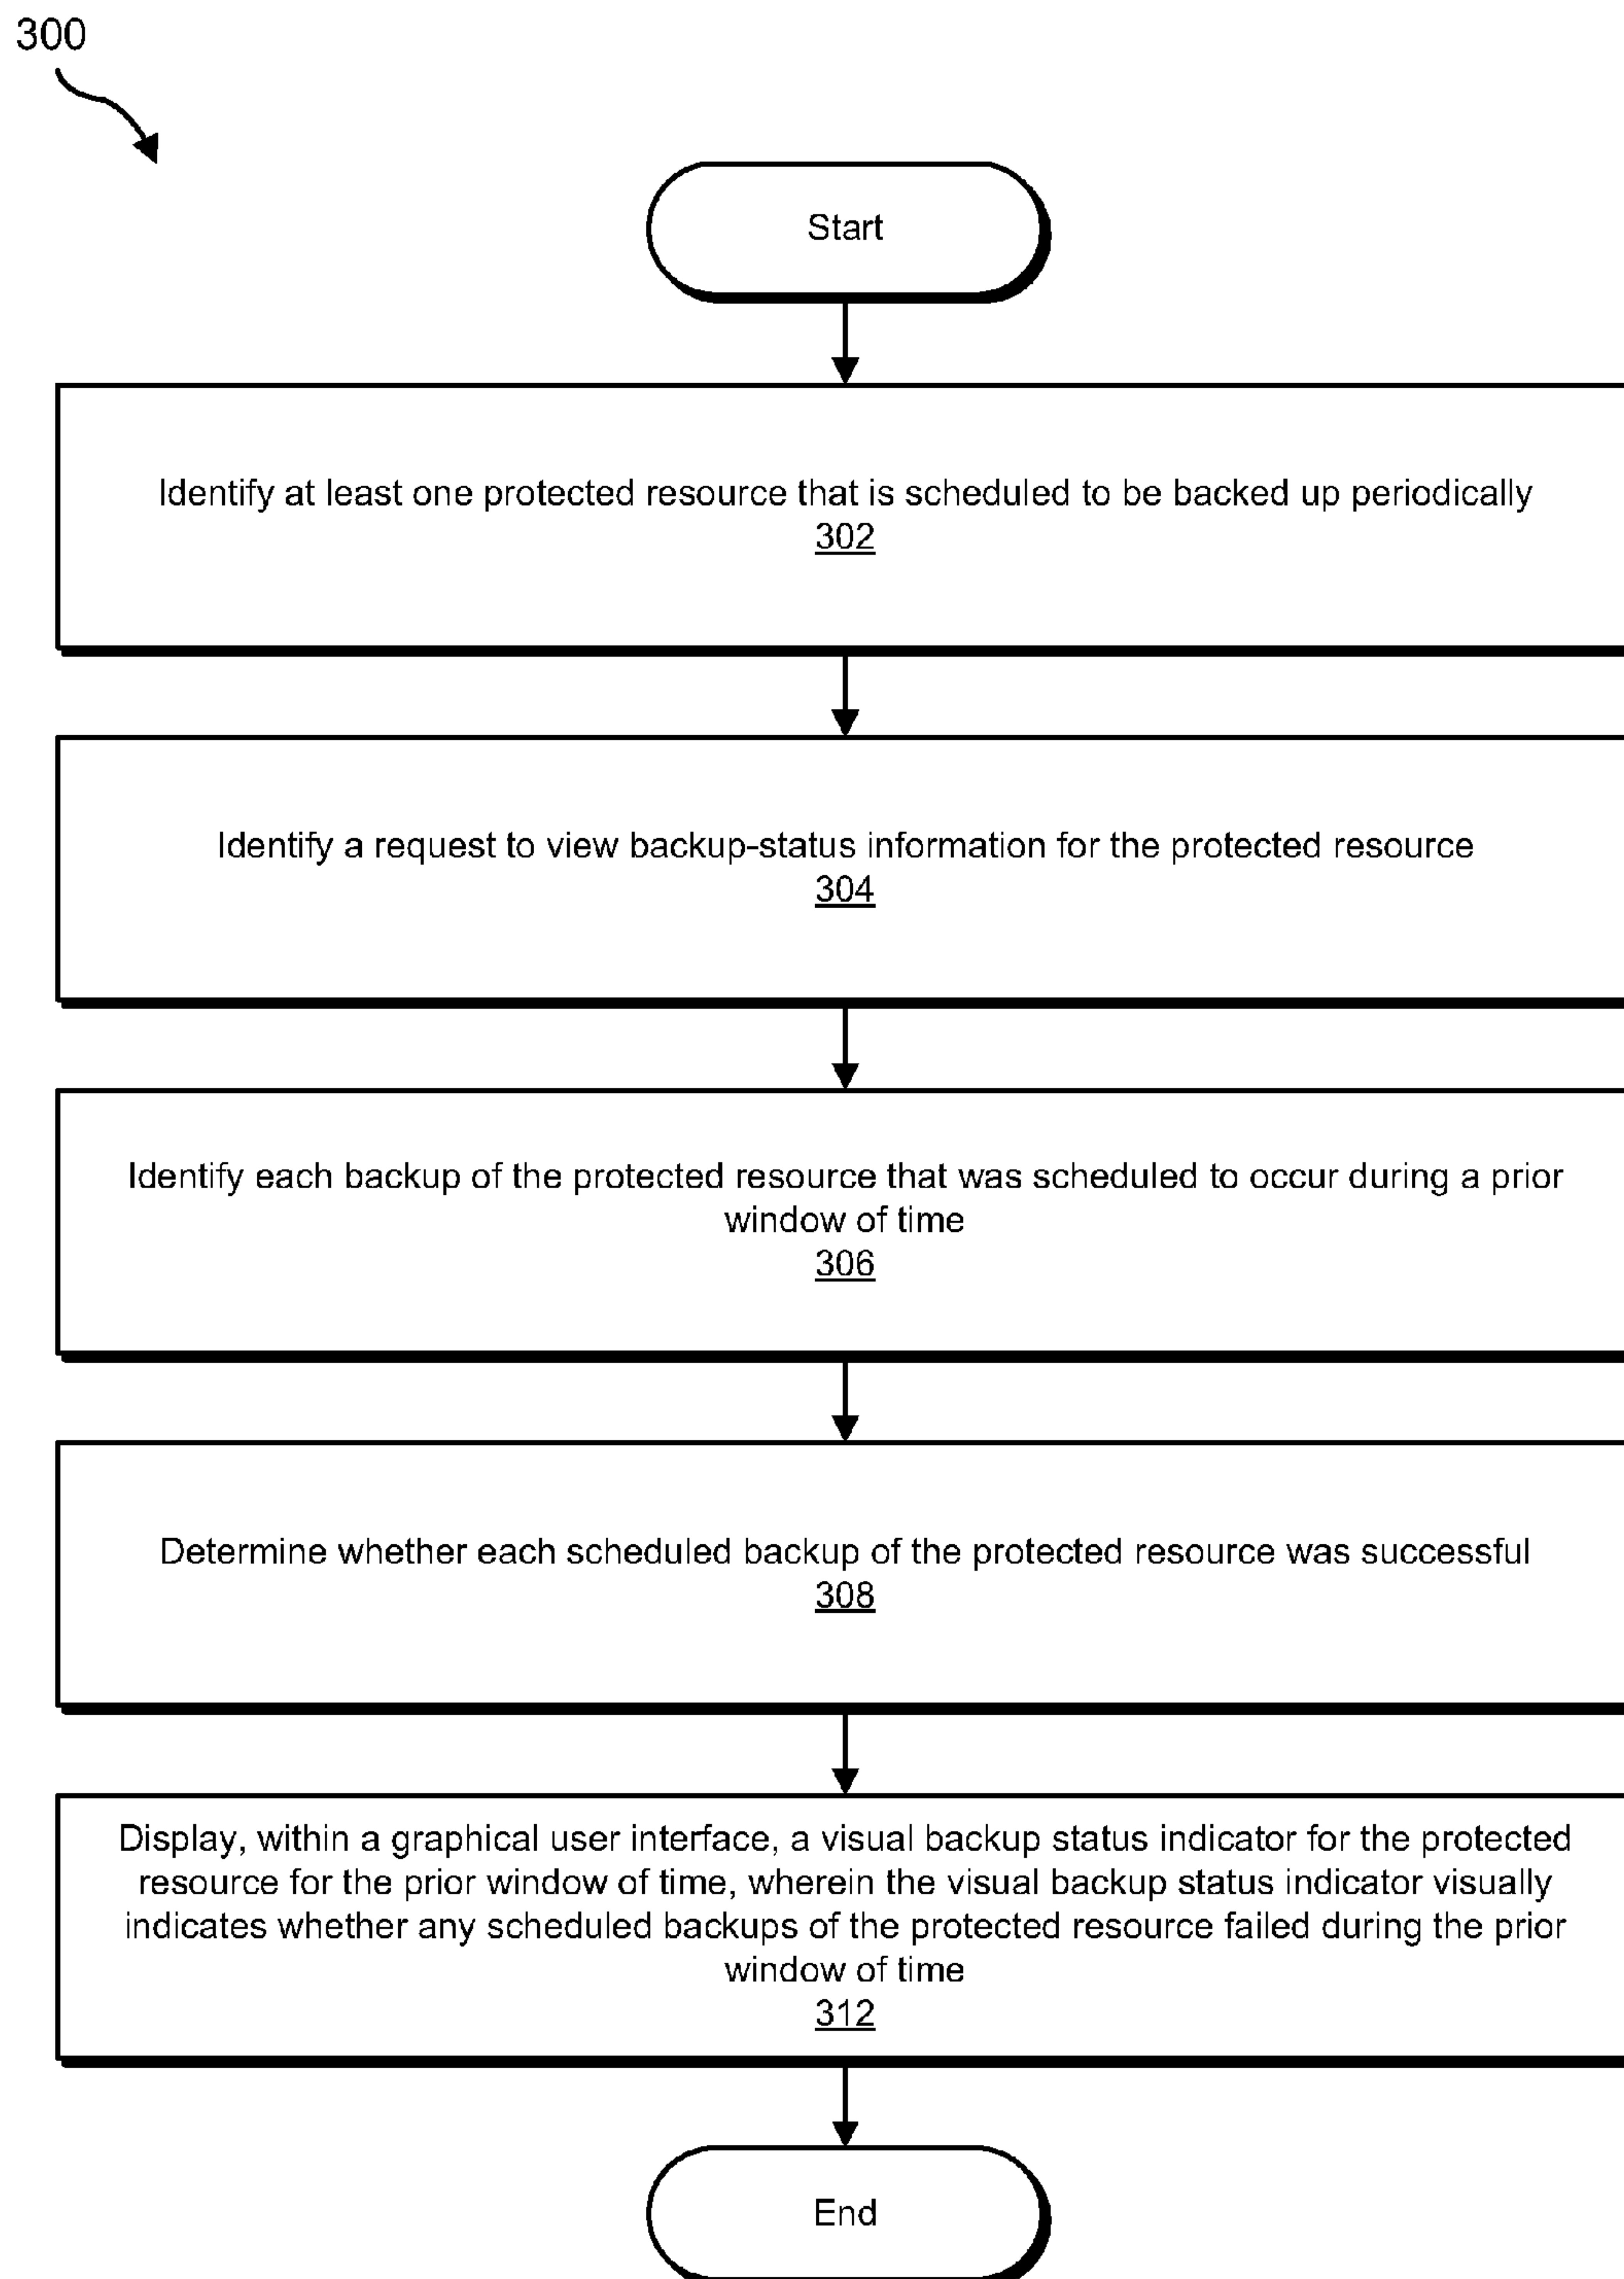 300
Start
Identify at least one protected resource that is scheduled to be backed up periodically
302
Identify a request to view backup-status information for the protected resource
304
Identify each backup of the protected resource that was scheduled to occur during a prior
window of time
306
Determine whether each scheduled backup of the protected resource was successful
308
Display, within a graphical user interface, a visual backup status indicator for the protected
resource for the prior window of time, wherein the visual backup status indicator visually
indicates whether any scheduled backups of the protected resource failed during the prior
window of time
312
End